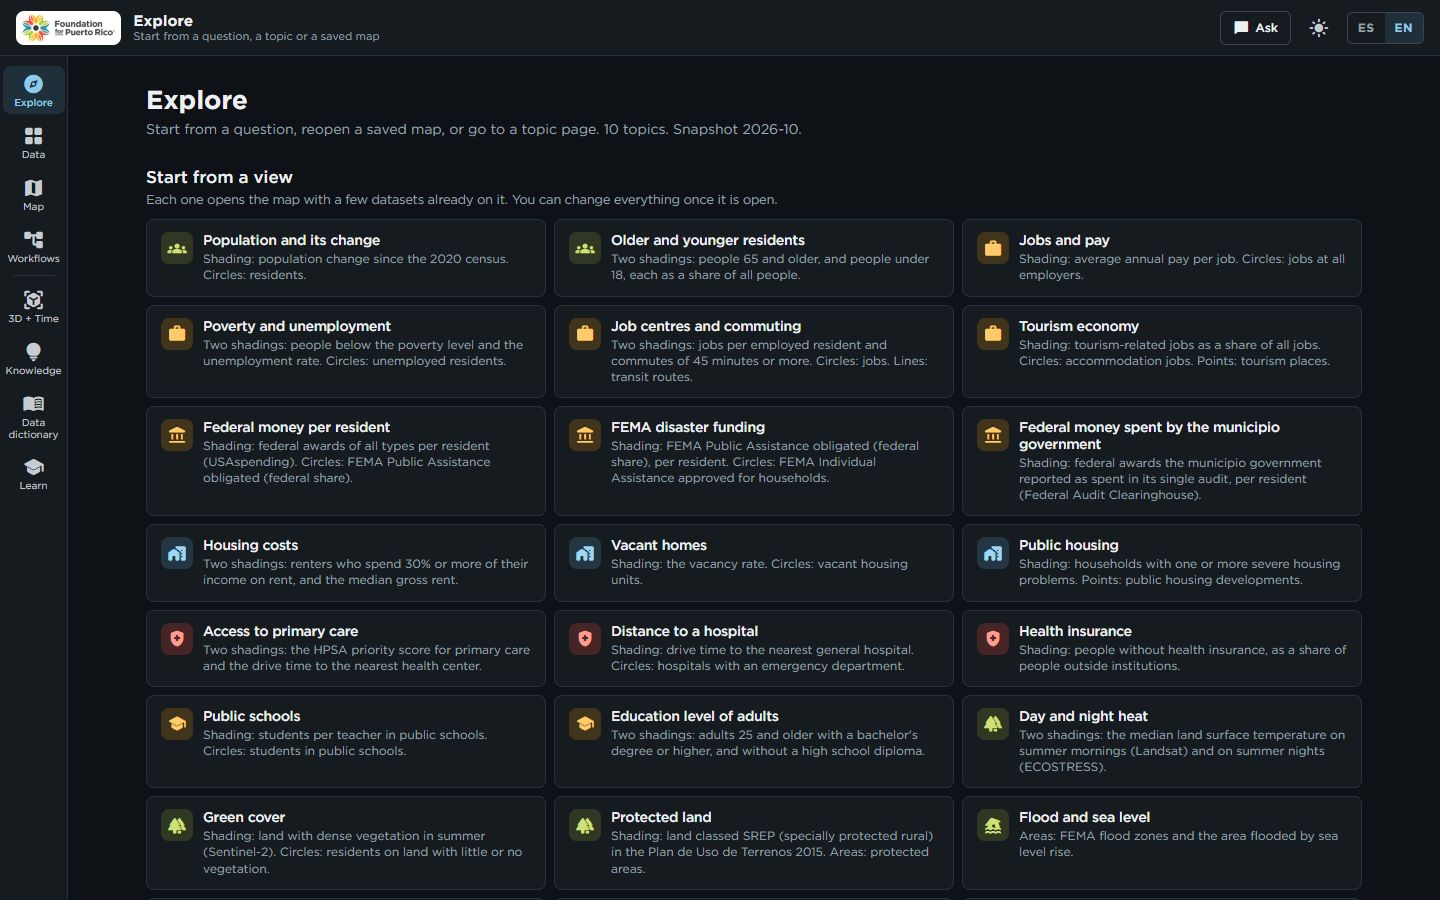 Foundation
for Puerto Rico
Explore
Start from a question, a topic or a saved map
Ask
ES
EN
Explore
Data
Map
Workflows
3D + Time
Knowledge
Data
dictionary
Learn
Explore
Start from a question, reopen a saved map, or go to a topic page. 10 topics. Snapshot 2026-10.
Start from a view
Each one opens the map with a few datasets already on it. You can change everything once it is open.
Population and its change
Shading: population change since the 2020 census.
Circles: residents.
Older and younger residents
Two shadings: people 65 and older, and people under
18, each as a share of all people.
Jobs and pay
Shading: average annual pay per job. Circles: jobs at all
employers.
Poverty and unemployment
Two shadings: people below the poverty level and the
unemployment rate. Circles: unemployed residents.
Job centres and commuting
Two shadings: jobs per employed resident and
commutes of 45 minutes or more. Circles: jobs. Lines:
transit routes.
Tourism economy
Shading: tourism-related jobs as a share of all jobs.
Circles: accommodation jobs. Points: tourism places.
Federal money per resident
Shading: federal awards of all types per resident
(USAspending). Circles: FEMA Public Assistance
obligated (federal share).
FEMA disaster funding
Shading: FEMA Public Assistance obligated (federal
share), per resident. Circles: FEMA Individual
Assistance approved for households.
Federal money spent by the municipio
government
Shading: federal awards the municipio government
reported as spent in its single audit, per resident
(Federal Audit Clearinghouse).
Housing costs
Two shadings: renters who spend 30% or more of their
income on rent, and the median gross rent.
Vacant homes
Shading: the vacancy rate. Circles: vacant housing
units.
Public housing
Shading: households with one or more severe housing
problems. Points: public housing developments.
Access to primary care
Two shadings: the HPSA priority score for primary care
and the drive time to the nearest health center.
Distance to a hospital
Shading: drive time to the nearest general hospital.
Circles: hospitals with an emergency department.
Health insurance
Shading: people without health insurance, as a share of
people outside institutions.
Public schools
Shading: students per teacher in public schools.
Circles: students in public schools.
Education level of adults
Two shadings: adults 25 and older with a bachelor's
degree or higher, and without a high school diploma.
Day and night heat
Two shadings: the median land surface temperature on
summer mornings (Landsat) and on summer nights
(ECOSTRESS).
Green cover
Shading: land with dense vegetation in summer
(Sentinel-2). Circles: residents on land with little or no
vegetation.
Protected land
Shading: land classed SREP (specially protected rural)
in the Plan de Uso de Terrenos 2015. Areas: protected
areas.
Flood and sea level
Areas: FEMA flood zones and the area flooded by sea
level rise.